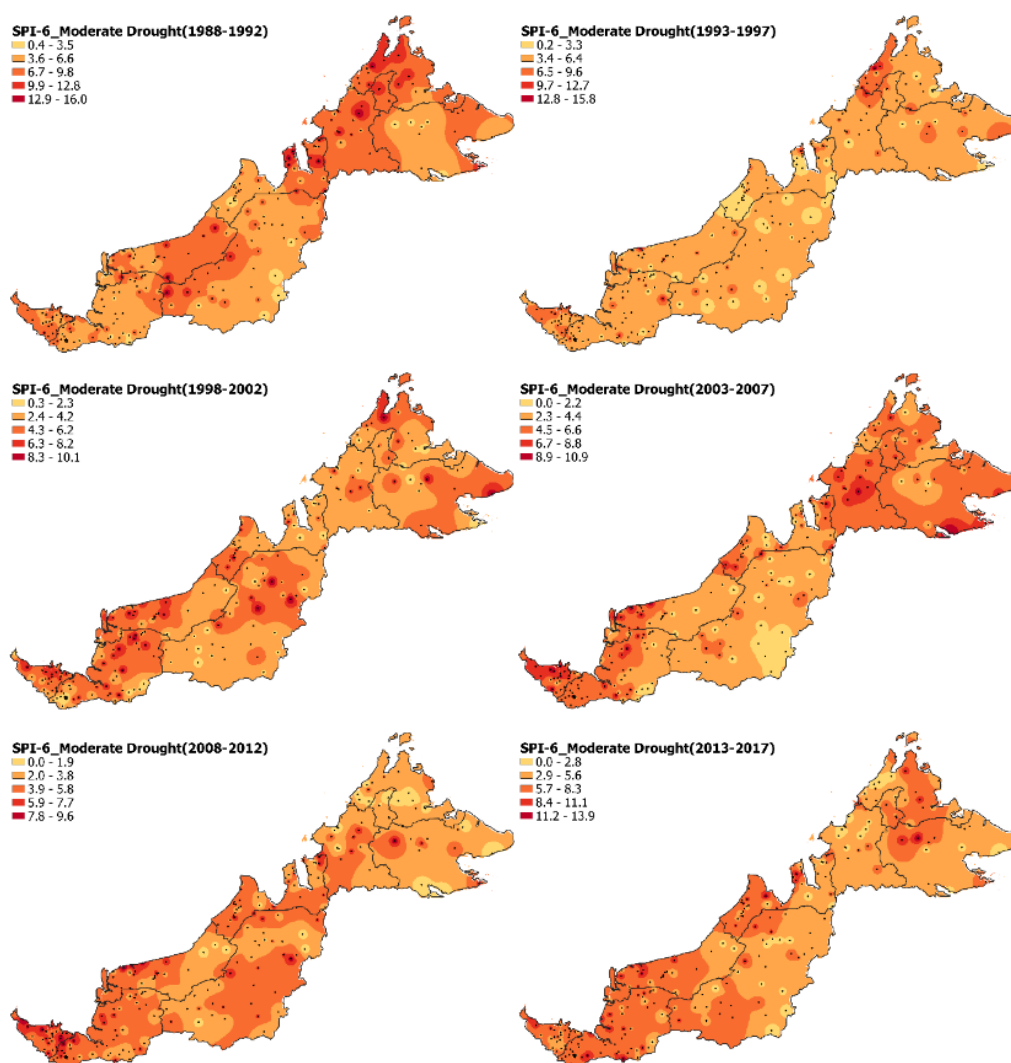 SPI-6_Moderate Drought(1988-1992)
0.4 - 3.5
3.6 - 6.6
6.7 - 9.8
9.9 - 12.8
12.9 - 16.0
SPI-6_Moderate Drought(1993-1997)
0.2 - 3.3
3.4 - 6.4
6.5 - 9.6
9.7 - 12.7
12.8 - 15.8
SPI-6_Moderate Drought(1998-2002)
0.3 - 2.3
2.4 - 4.2
4.3 - 6.2
6.3 - 8.2
8.3 - 10.1
SPI-6_Moderate Drought(2003-2007)
0.0 - 2.2
2.3 - 4.4
4.5 - 6.6
6.7 - 8.8
8.9 - 10.9
SPI-6_Moderate Drought(2008-2012)
0.0 - 1.9
2.0 - 3.8
3.9 - 5.8
5.9 - 7.7
7.8 - 9.6
SPI-6_Moderate Drought(2013-2017)
0.0 - 2.8
2.9 - 5.6
5.7 - 8.3
8.4 - 11.1
11.2 - 13.9